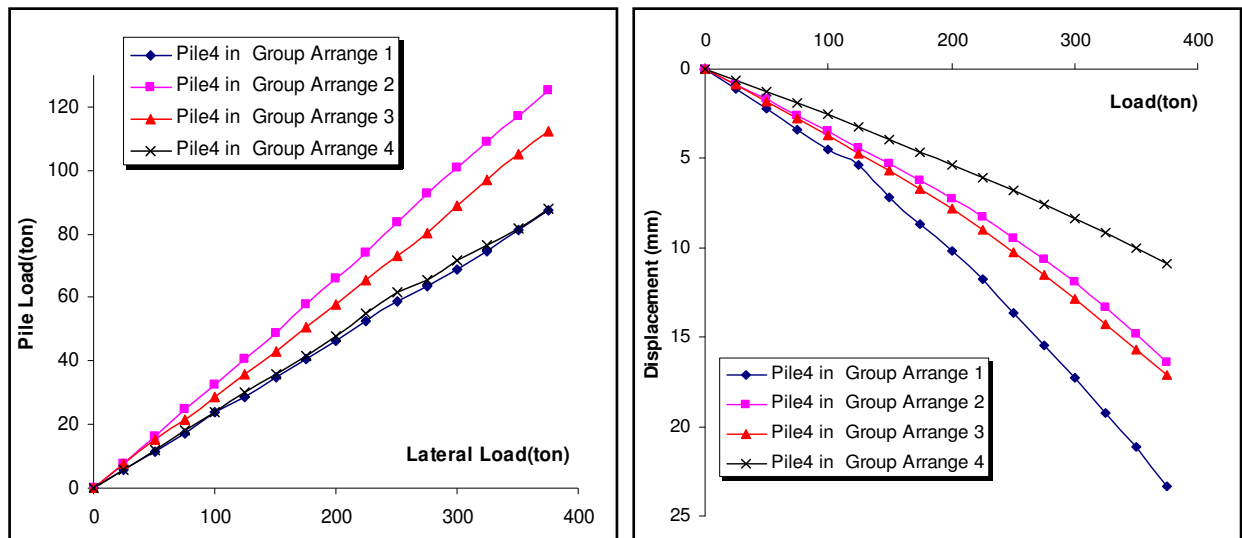 Pile4 in Group Arrange 1
Pile4 in Group Arrange 2
Pile4 in Group Arrange 3
Pile4 in Group Arrange 4
Pile Load(ton)
120
100
80
60
40
20
0
Lateral Load(ton)
0 100 200 300 400
0 100 200 300 400
Load(ton)
0
5
10
15
20
25
Displacement (mm)
Pile4 in Group Arrange 1
Pile4 in Group Arrange 2
Pile4 in Group Arrange 3
Pile4 in Group Arrange 4